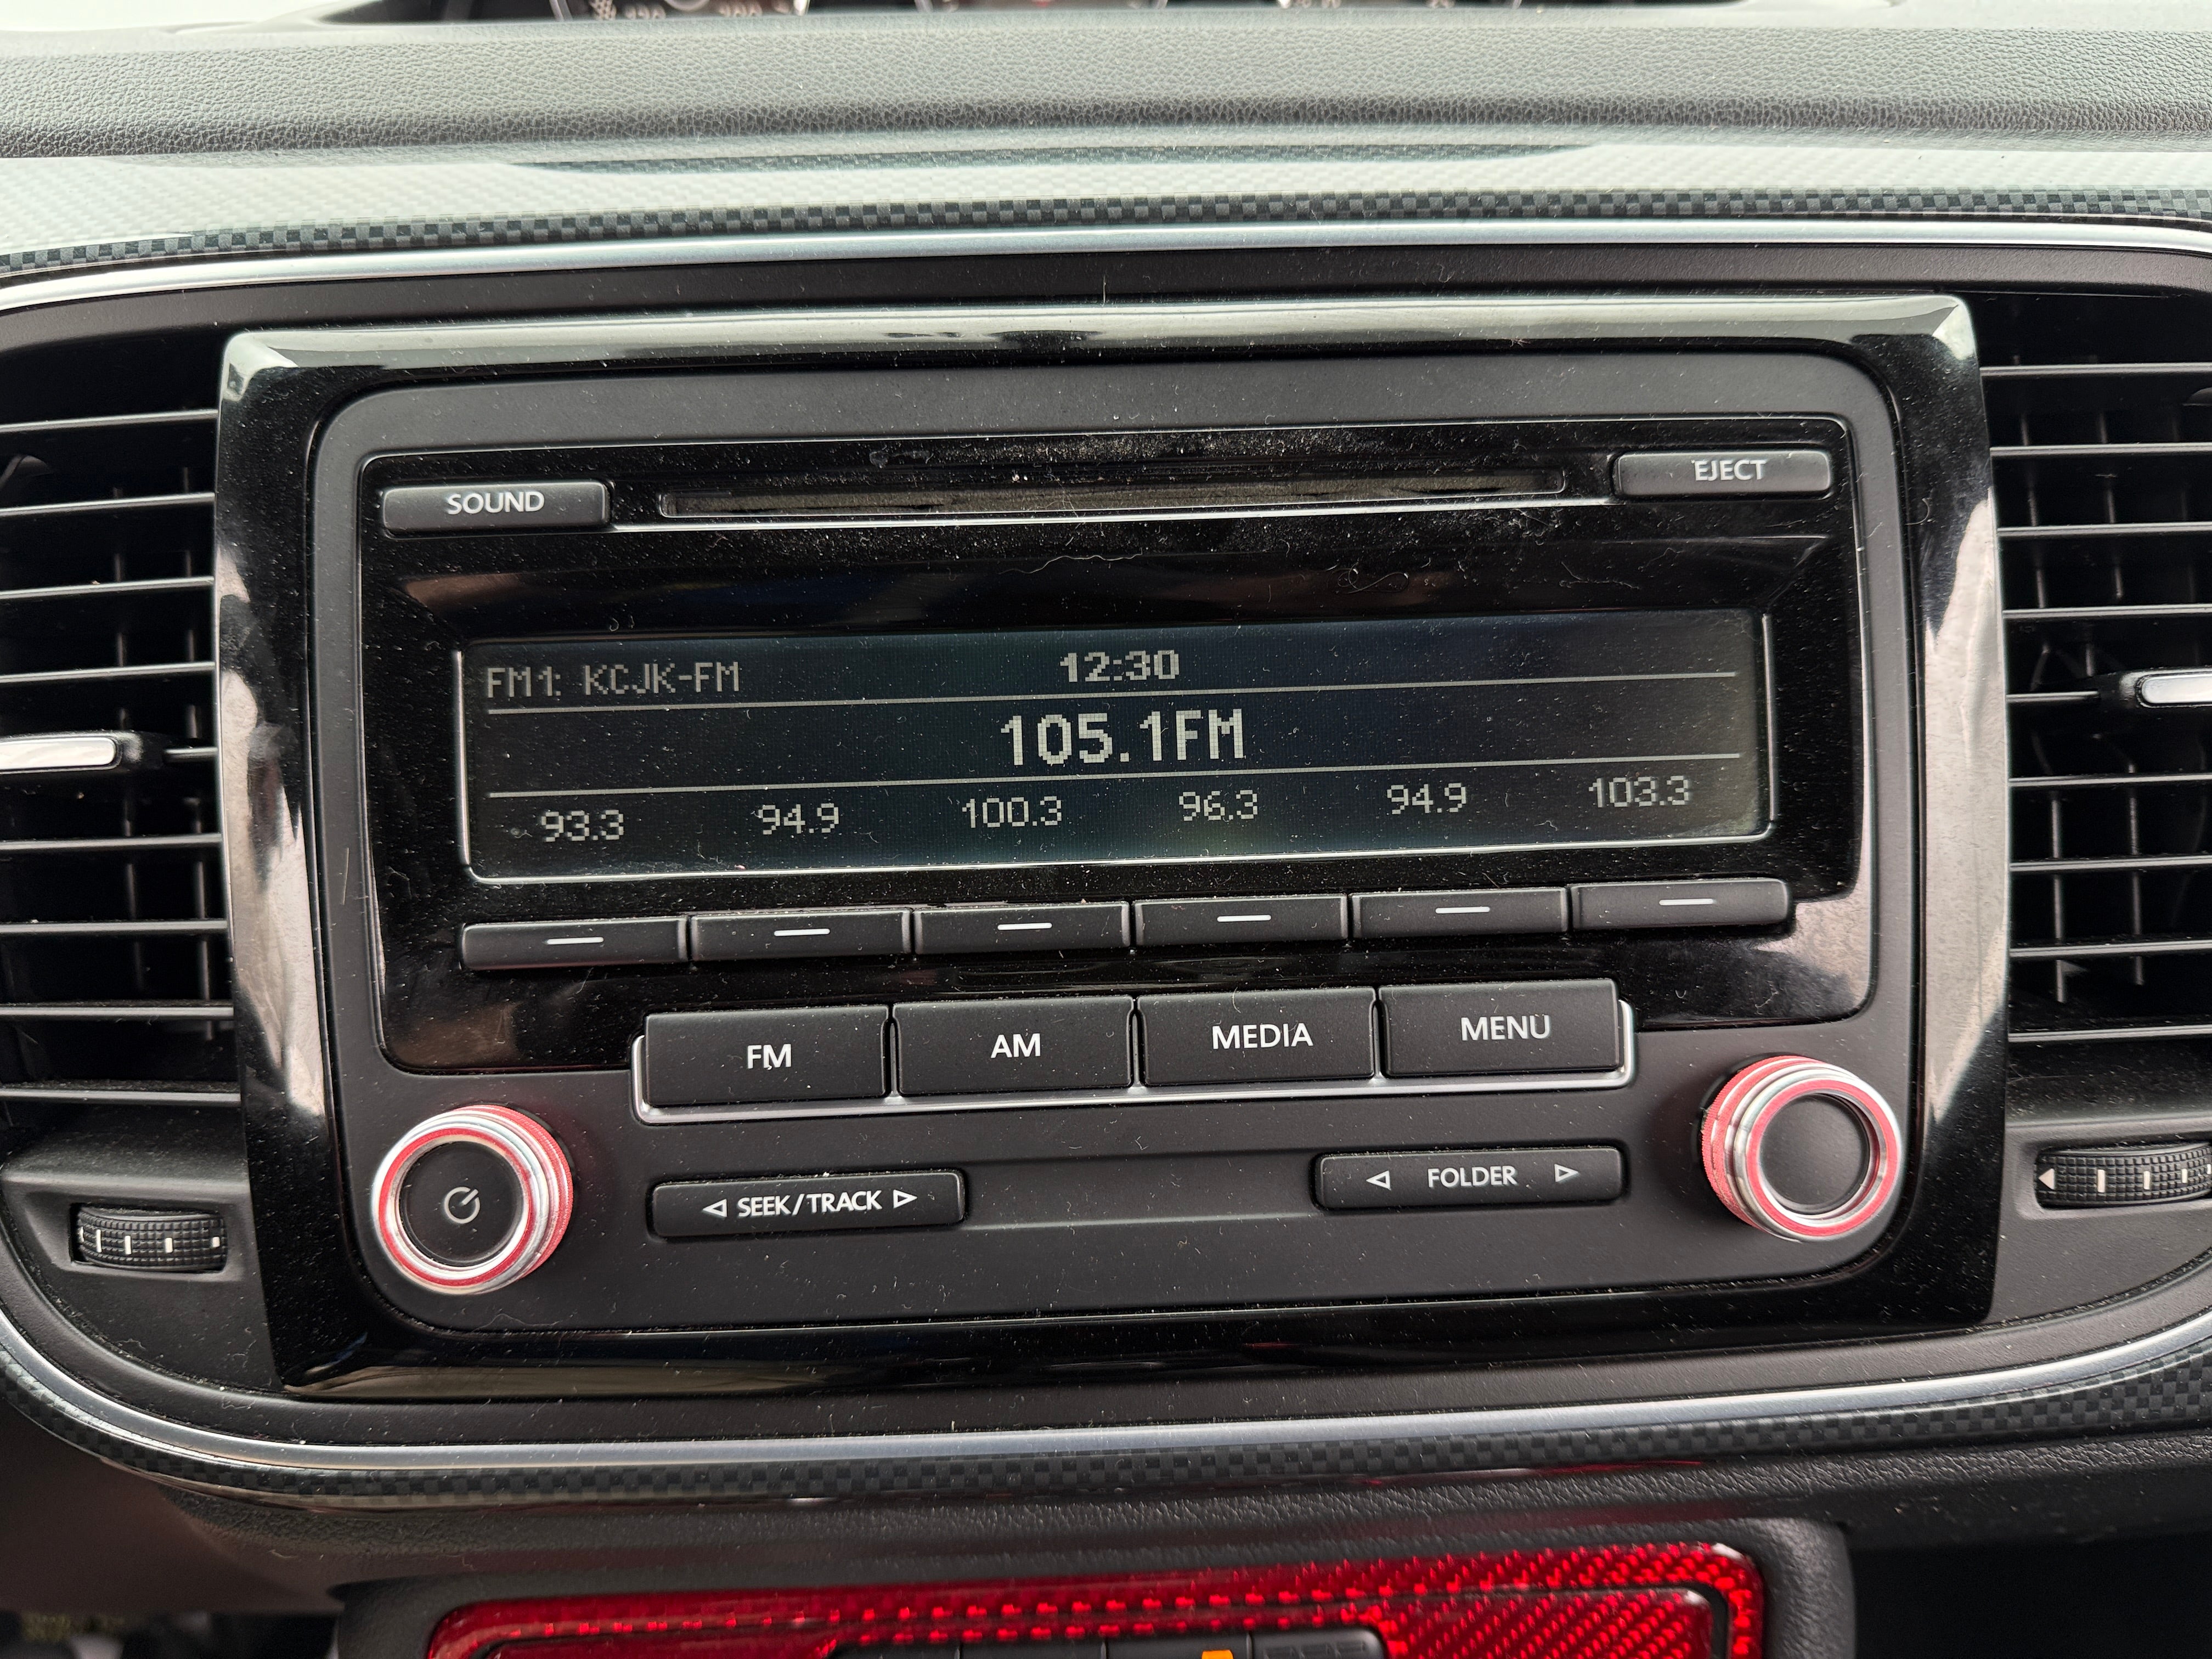 SOUND EJECT
FM1: KCJK-FM 12:30
105.1FM
93.3 94.9 100.3 96.3 94.9 103.3
FM AM MEDIA MENU
SEEK/TRACK FOLDER